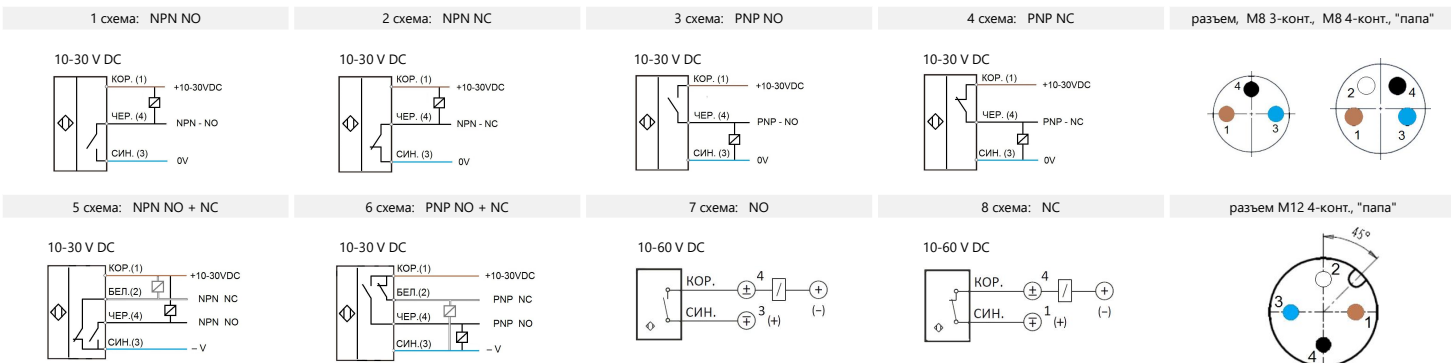 1 схема: NPN NO
2 схема: NPN NC
3 схема: PNP NO
4 схема: PNP NC
разъем, М8 3-конт., М8 4-конт., "папа"
10-30 V DC
КОР. (1)
+10-30VDC
ЧЕР. (4)
NPN - NO
СИН. (3)
0V
10-30 V DC
КОР. (1)
+10-30VDC
ЧЕР. (4)
NPN - NC
СИН. (3)
0V
10-30 V DC
КОР. (1)
+10-30VDC
ЧЕР. (4)
PNP - NO
СИН. (3)
0V
10-30 V DC
КОР. (1)
+10-30VDC
ЧЕР. (4)
PNP - NC
СИН. (3)
0V
4
1
3
2
4
1
3
5 схема: NPN NO + NC
6 схема: PNP NO + NC
7 схема: NO
8 схема: NC
разъем М12 4-конт., "папа"
10-30 V DC
КОР.(1)
+10-30VDC
БЕЛ.(2)
NPN NC
ЧЕР.(4)
NPN NO
СИН.(3)
– V
10-30 V DC
КОР.(1)
+10-30VDC
БЕЛ.(2)
PNP NC
ЧЕР.(4)
PNP NO
СИН.(3)
– V
10-60 V DC
КОР.
±
4
/
+
(−)
СИН.
∓
3
(+)
10-60 V DC
КОР.
±
4
/
+
(−)
СИН.
∓
1
(+)
45°
2
3
1
4